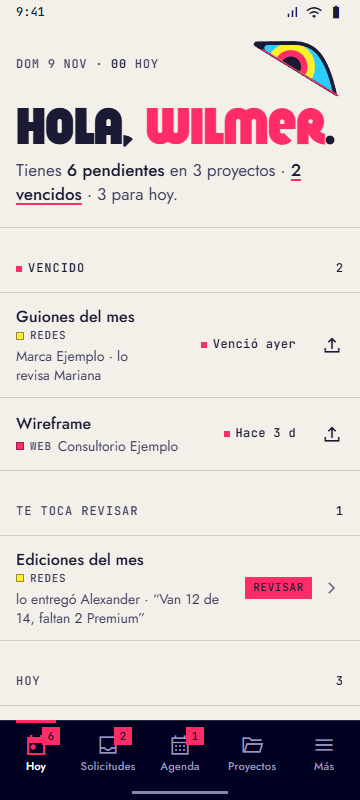 9:41
DOM 9 NOV · 00 HOY
HOLA, WILMER.
Tienes 6 pendientes en 3 proyectos · 2
vencidos · 3 para hoy.
VENCIDO 2
Guiones del mes
REDES
Marca Ejemplo · lo
revisa Mariana
Venció ayer
Wireframe
WEB Consultorio Ejemplo
Hace 3 d
TE TOCA REVISAR 1
Ediciones del mes
REDES
lo entregó Alexander · “Van 12 de
14, faltan 2 Premium”
REVISAR
HOY 3
6 2 1
Hoy Solicitudes Agenda Proyectos Más